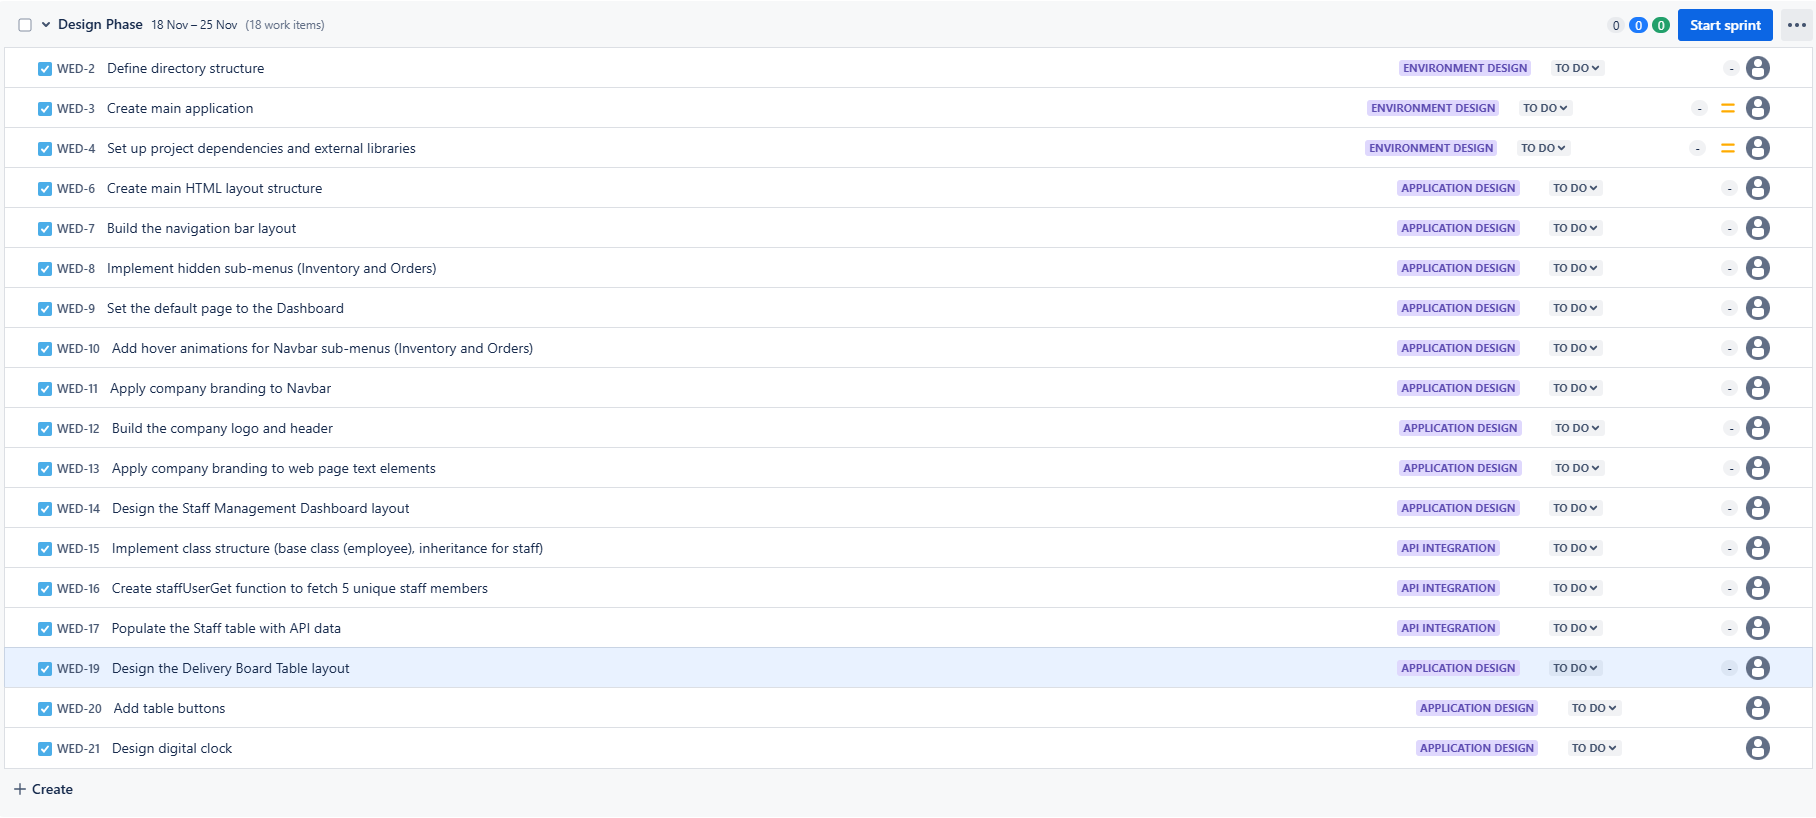 Design Phase 18 Nov – 25 Nov (18 work items) 0 0 0 Start sprint
WED-2 Define directory structure ENVIRONMENT DESIGN TO DO -
WED-3 Create main application ENVIRONMENT DESIGN TO DO -
WED-4 Set up project dependencies and external libraries ENVIRONMENT DESIGN TO DO -
WED-6 Create main HTML layout structure APPLICATION DESIGN TO DO -
WED-7 Build the navigation bar layout APPLICATION DESIGN TO DO -
WED-8 Implement hidden sub-menus (Inventory and Orders) APPLICATION DESIGN TO DO -
WED-9 Set the default page to the Dashboard APPLICATION DESIGN TO DO -
WED-10 Add hover animations for Navbar sub-menus (Inventory and Orders) APPLICATION DESIGN TO DO -
WED-11 Apply company branding to Navbar APPLICATION DESIGN TO DO -
WED-12 Build the company logo and header APPLICATION DESIGN TO DO -
WED-13 Apply company branding to web page text elements APPLICATION DESIGN TO DO -
WED-14 Design the Staff Management Dashboard layout APPLICATION DESIGN TO DO -
WED-15 Implement class structure (base class (employee), inheritance for staff) API INTEGRATION TO DO -
WED-16 Create staffUserGet function to fetch 5 unique staff members API INTEGRATION TO DO -
WED-17 Populate the Staff table with API data API INTEGRATION TO DO -
WED-19 Design the Delivery Board Table layout APPLICATION DESIGN TO DO -
WED-20 Add table buttons APPLICATION DESIGN TO DO
WED-21 Design digital clock APPLICATION DESIGN TO DO
+ Create